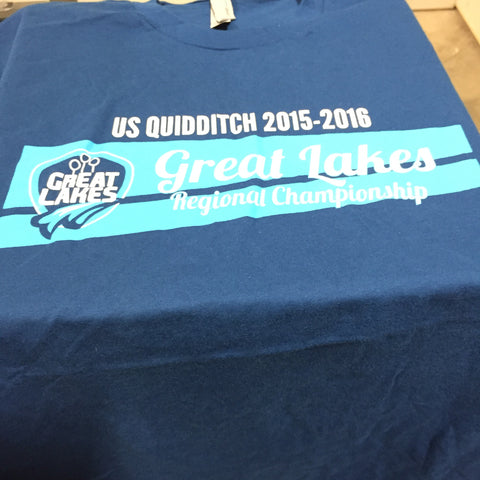 US QUIDDITCH 2015-2016
GREAT
LAKES
Great Lakes
Regional Championship